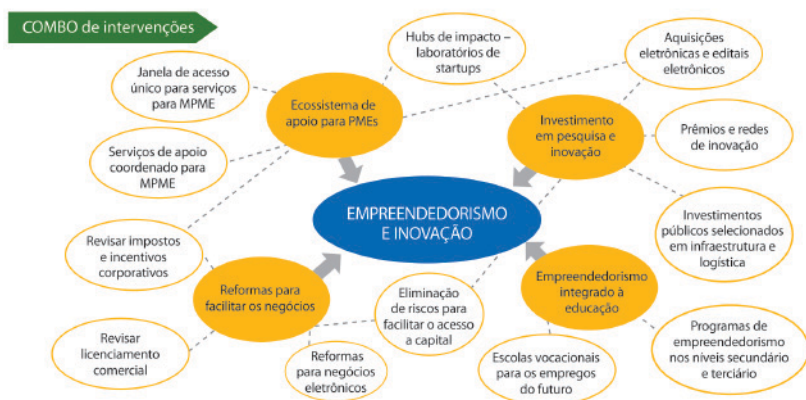 COMBO de intervenções
Janela de acesso
único para serviços
para MPME
Ecossistema de
apoio para PMEs
Hubs de impacto –
laboratórios de
startups
Aquisições
eletrônicas e editais
eletrônicos
Serviços de apoio
coordenado para
MPME
Investimento
em pesquisa e
inovação
Prêmios e redes
de inovação
EMPREENDEDORISMO
E INOVAÇÃO
Revisar impostos
e incentivos
corporativos
Investimentos
públicos selecionados
em infraestrutura e
logística
Reformas para
facilitar os negócios
Eliminação
de riscos para
facilitar o acesso
a capital
Empreendedorismo
integrado à
educação
Revisar
licenciamento
comercial
Reformas
para negócios
eletrônicos
Escolas vocacionais
para os empregos
do futuro
Programas de
empreendedorismo
nos níveis secundário
e terciário